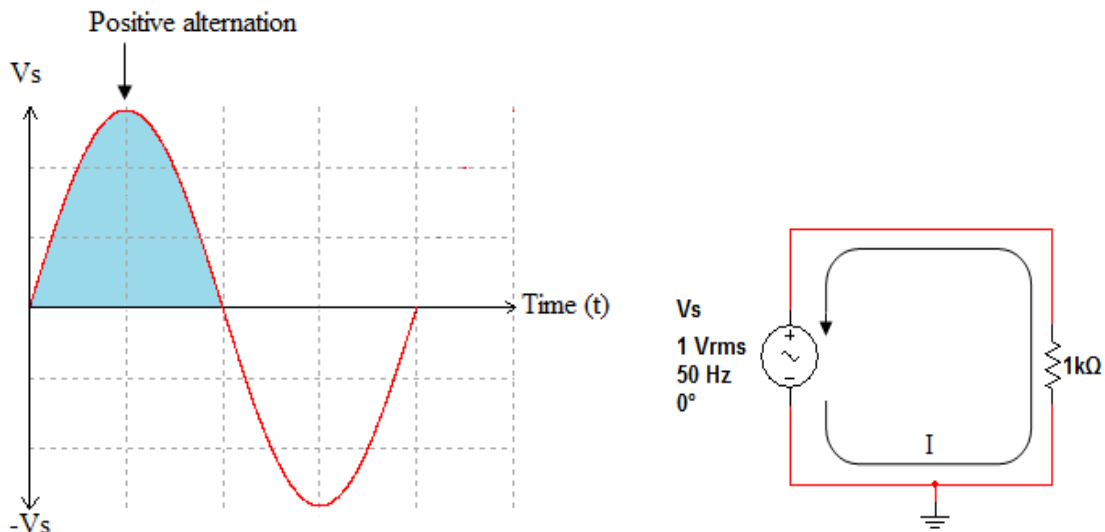 Positive alternation
Vs
Time (t)
-Vs
Vs
1 Vrms
50 Hz
0°
+
−
1kΩ
I